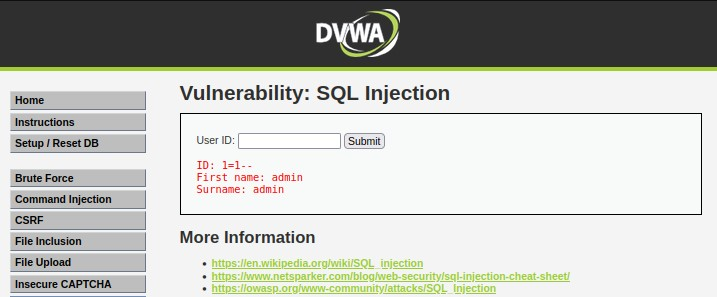 DVWA
Home
Instructions
Setup / Reset DB
Brute Force
Command Injection
CSRF
File Inclusion
File Upload
Insecure CAPTCHA
Vulnerability: SQL Injection
User ID: Submit
ID: 1=1--
First name: admin
Surname: admin
More Information
https://en.wikipedia.org/wiki/SQL_injection
https://www.netsparker.com/blog/web-security/sql-injection-cheat-sheet/
https://owasp.org/www-community/attacks/SQL_Injection